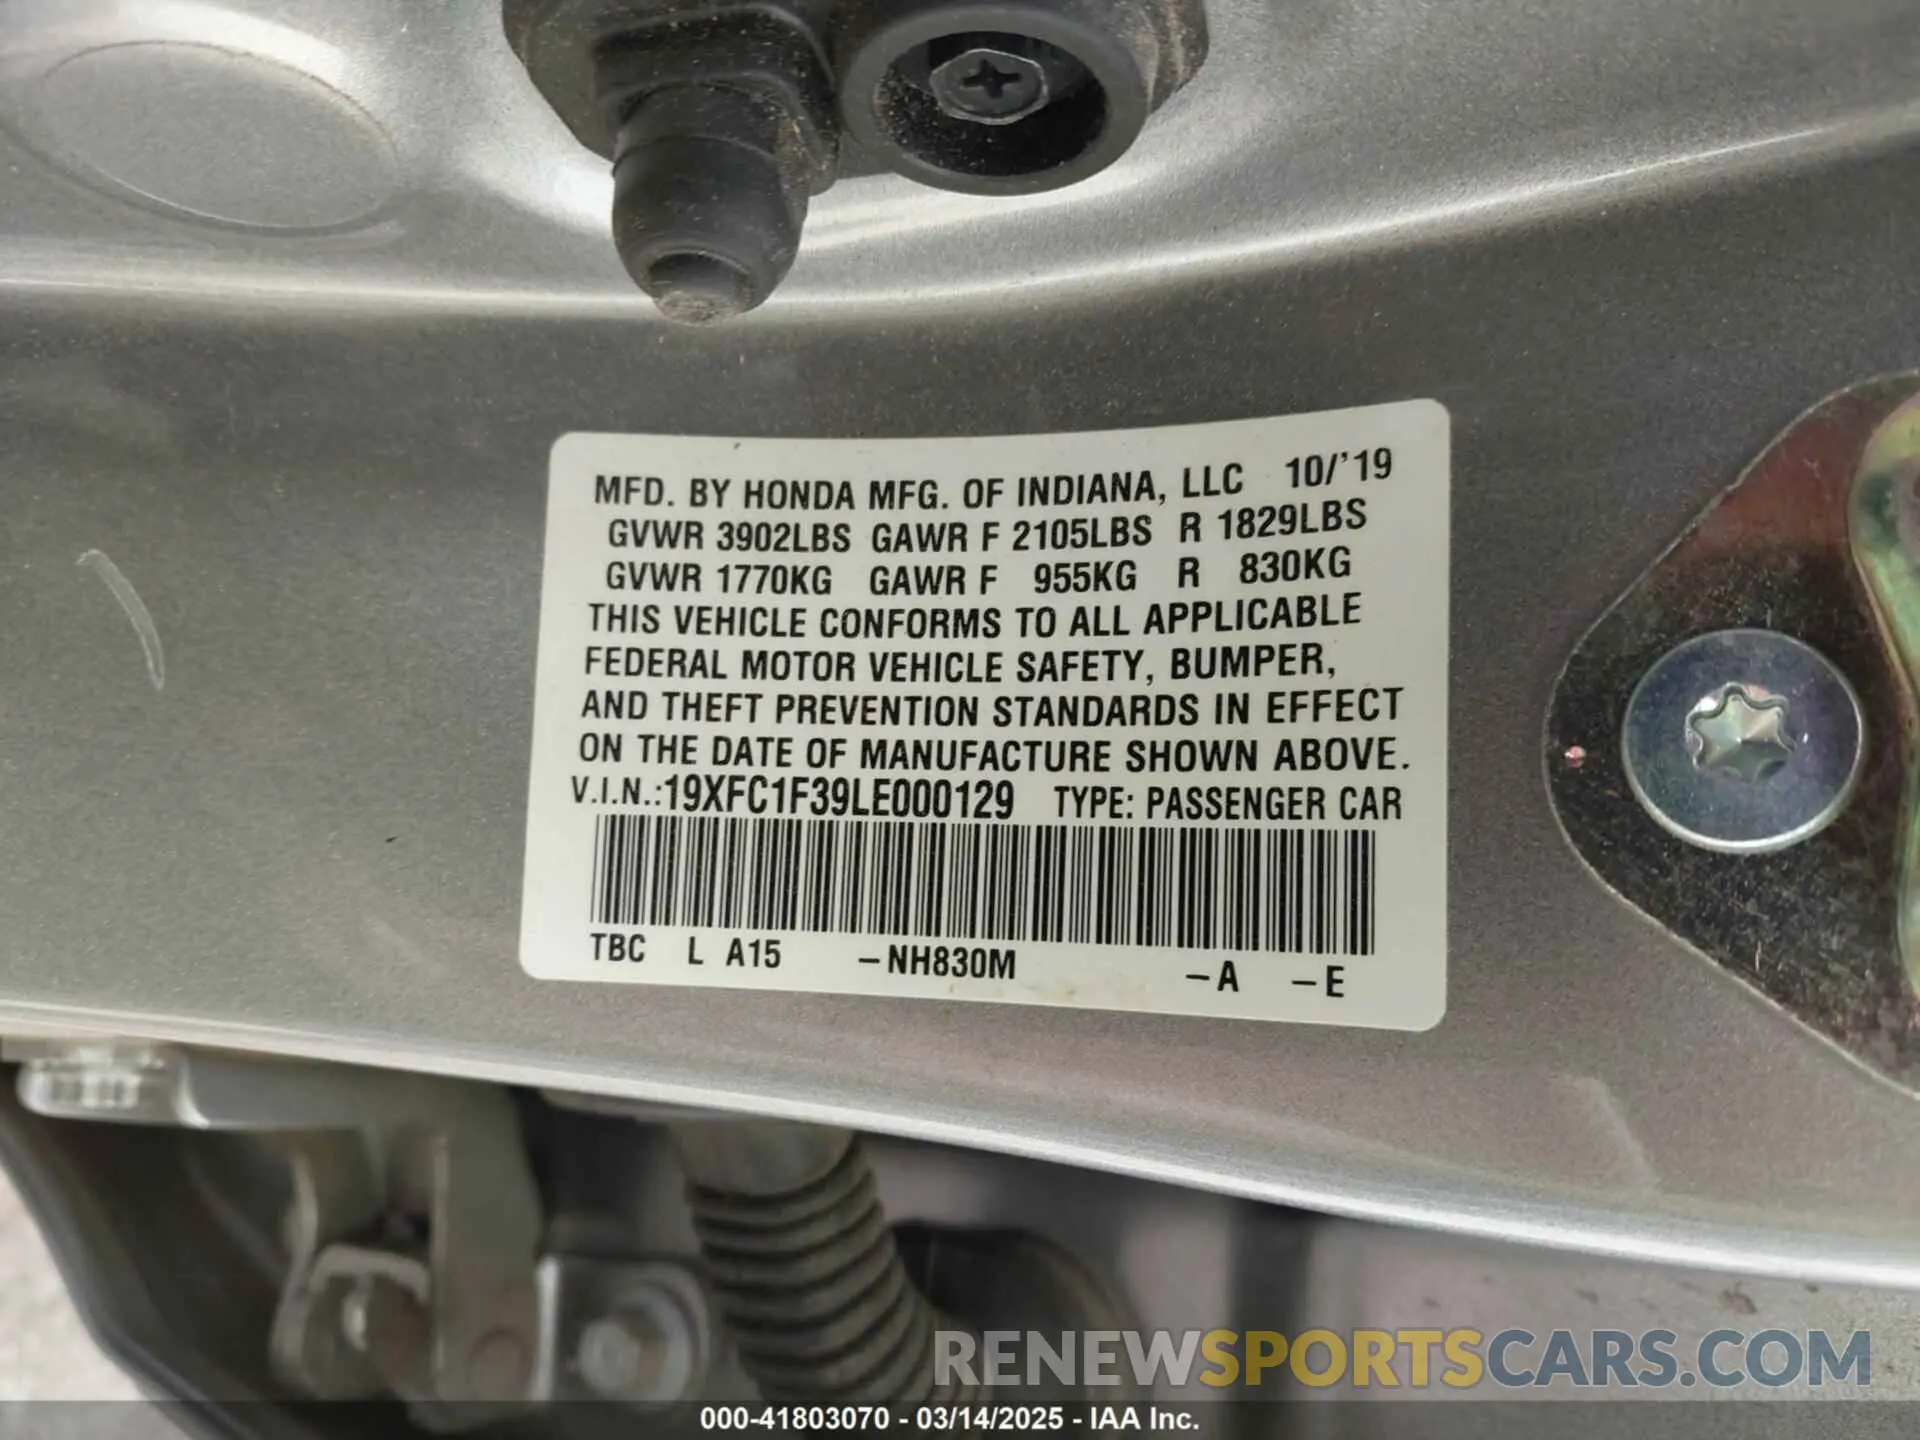 MFD. BY HONDA MFG. OF INDIANA, LLC 10/'19
GVWR 3902LBS GAWR F 2105LBS R 1829LBS
GVWR 1770KG GAWR F 955KG R 830KG
THIS VEHICLE CONFORMS TO ALL APPLICABLE
FEDERAL MOTOR VEHICLE SAFETY, BUMPER,
AND THEFT PREVENTION STANDARDS IN EFFECT
ON THE DATE OF MANUFACTURE SHOWN ABOVE.
V.I.N.:19XFC1F39LE000129 TYPE: PASSENGER CAR
TBC L A15 –NH830M –A –E
RENEWSPORTSCARS.COM
000-41803070 - 03/14/2025 - IAA Inc.